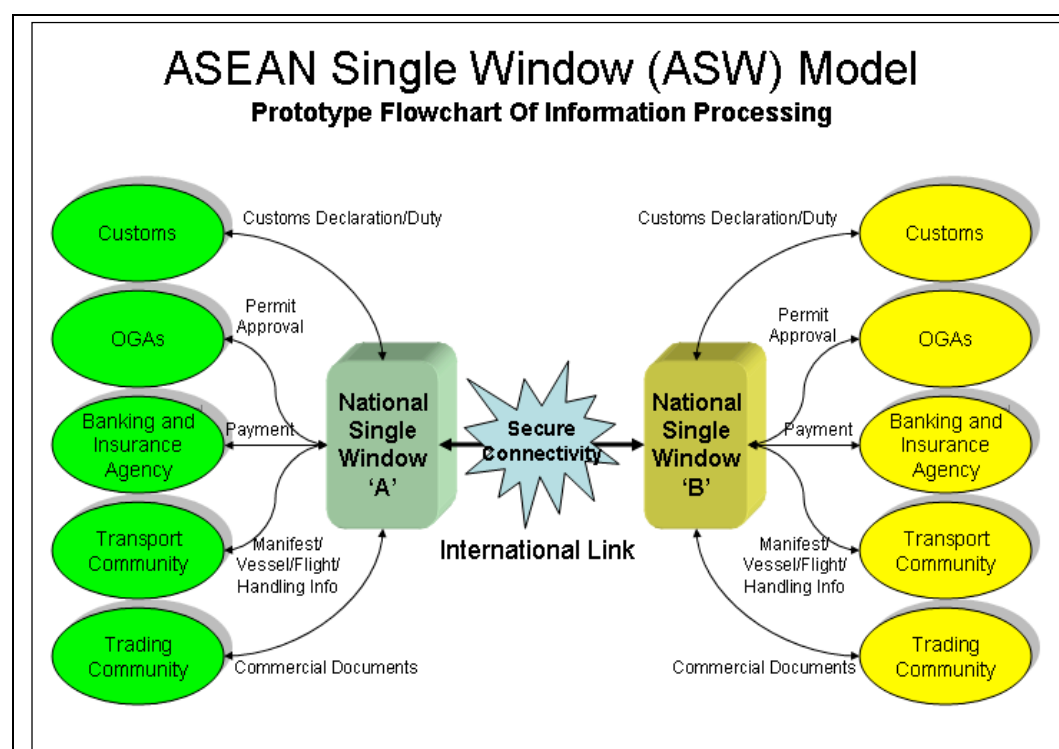 ASEAN Single Window (ASW) Model
Prototype Flowchart Of Information Processing
Customs
Customs Declaration/Duty
Customs Declaration/Duty
Customs
OGAs
Permit
Approval
Permit
Approval
OGAs
Banking and
Insurance
Agency
Payment
National
Single
Window
‘A’
Secure
Connectivity
National
Single
Window
‘B’
Payment
Banking and
Insurance
Agency
International Link
Transport
Community
Manifest/
Vessel/Flight/
Handling Info
Manifest/
Vessel/Flight/
Handling Info
Transport
Community
Trading
Community
Commercial Documents
Commercial Documents
Trading
Community